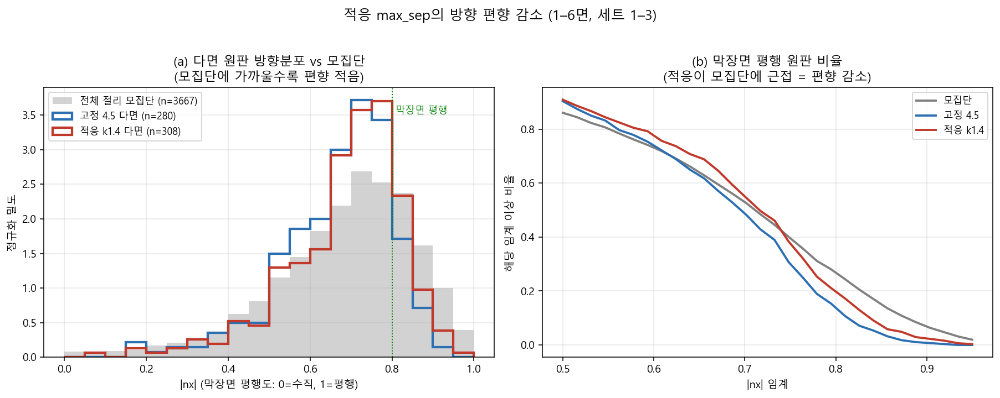 적응 max_sep의 방향 편향 감소 (1–6면, 세트 1–3)
(a) 다면 원판 방향분포 vs 모집단
(모집단에 가까울수록 편향 적음)
전체 절리 모집단 (n=3667)
고정 4.5 다면 (n=280)
적응 k1.4 다면 (n=308)
막장면 평행
정규화 밀도
3.5
3.0
2.5
2.0
1.5
1.0
0.5
0.0
0.0 0.2 0.4 0.6 0.8 1.0
|nx| (막장면 평행도: 0=수직, 1=평행)
(b) 막장면 평행 원판 비율
(적응이 모집단에 근접 = 편향 감소)
모집단
고정 4.5
적응 k1.4
해당 임계 이상 비율
0.8
0.6
0.4
0.2
0.0
0.5 0.6 0.7 0.8 0.9
|nx| 임계